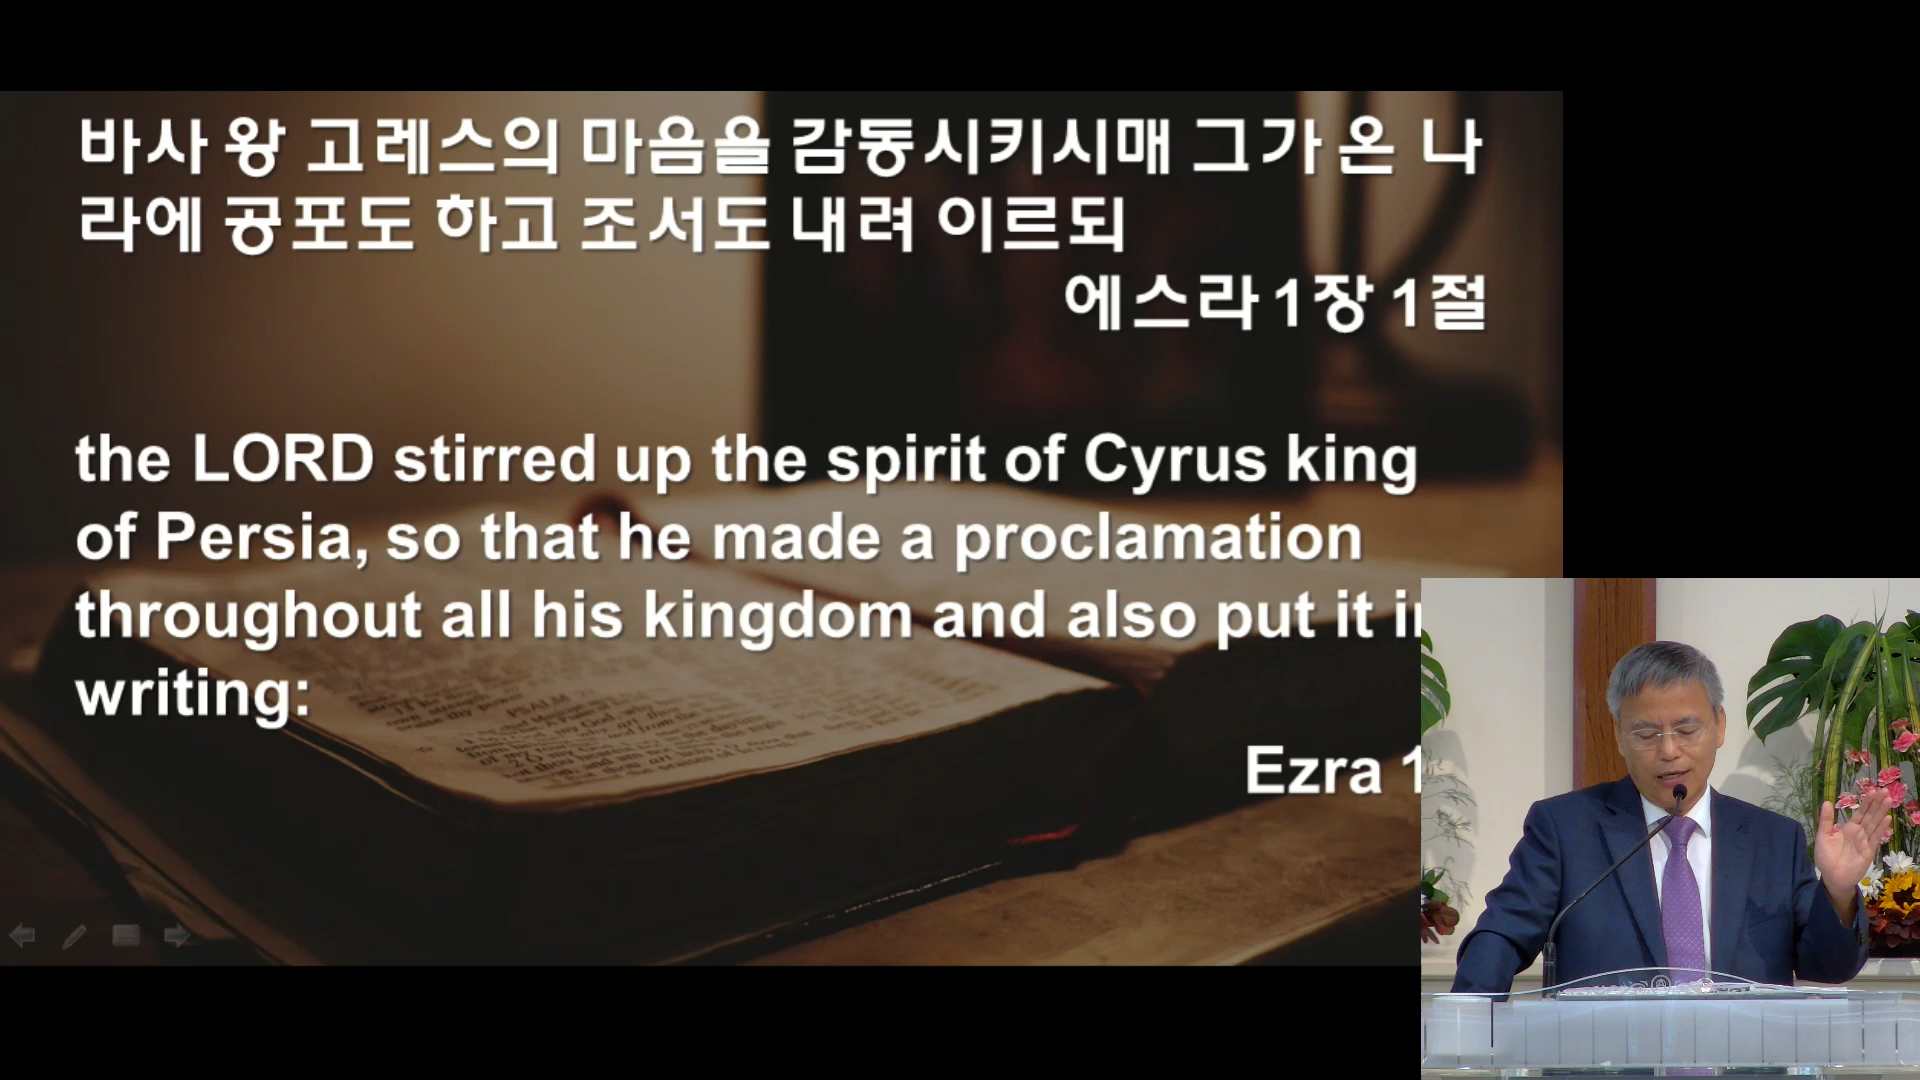 바사 왕 고레스의 마음을 감동시키시매 그가 온 나
라에 공포도 하고 조서도 내려 이르되
에스라 1장 1절
the LORD stirred up the spirit of Cyrus king
of Persia, so that he made a proclamation
throughout all his kingdom and also put it
writing:
PSALM
Ezra 1